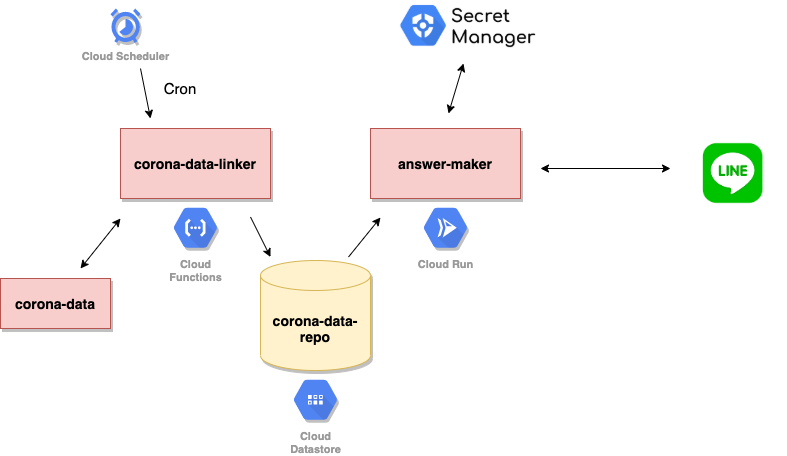 Cloud Scheduler
Secret
Manager
Cron
corona-data-linker
answer-maker
LINE
Cloud
Functions
Cloud Run
corona-data
corona-data-
repo
Cloud
Datastore